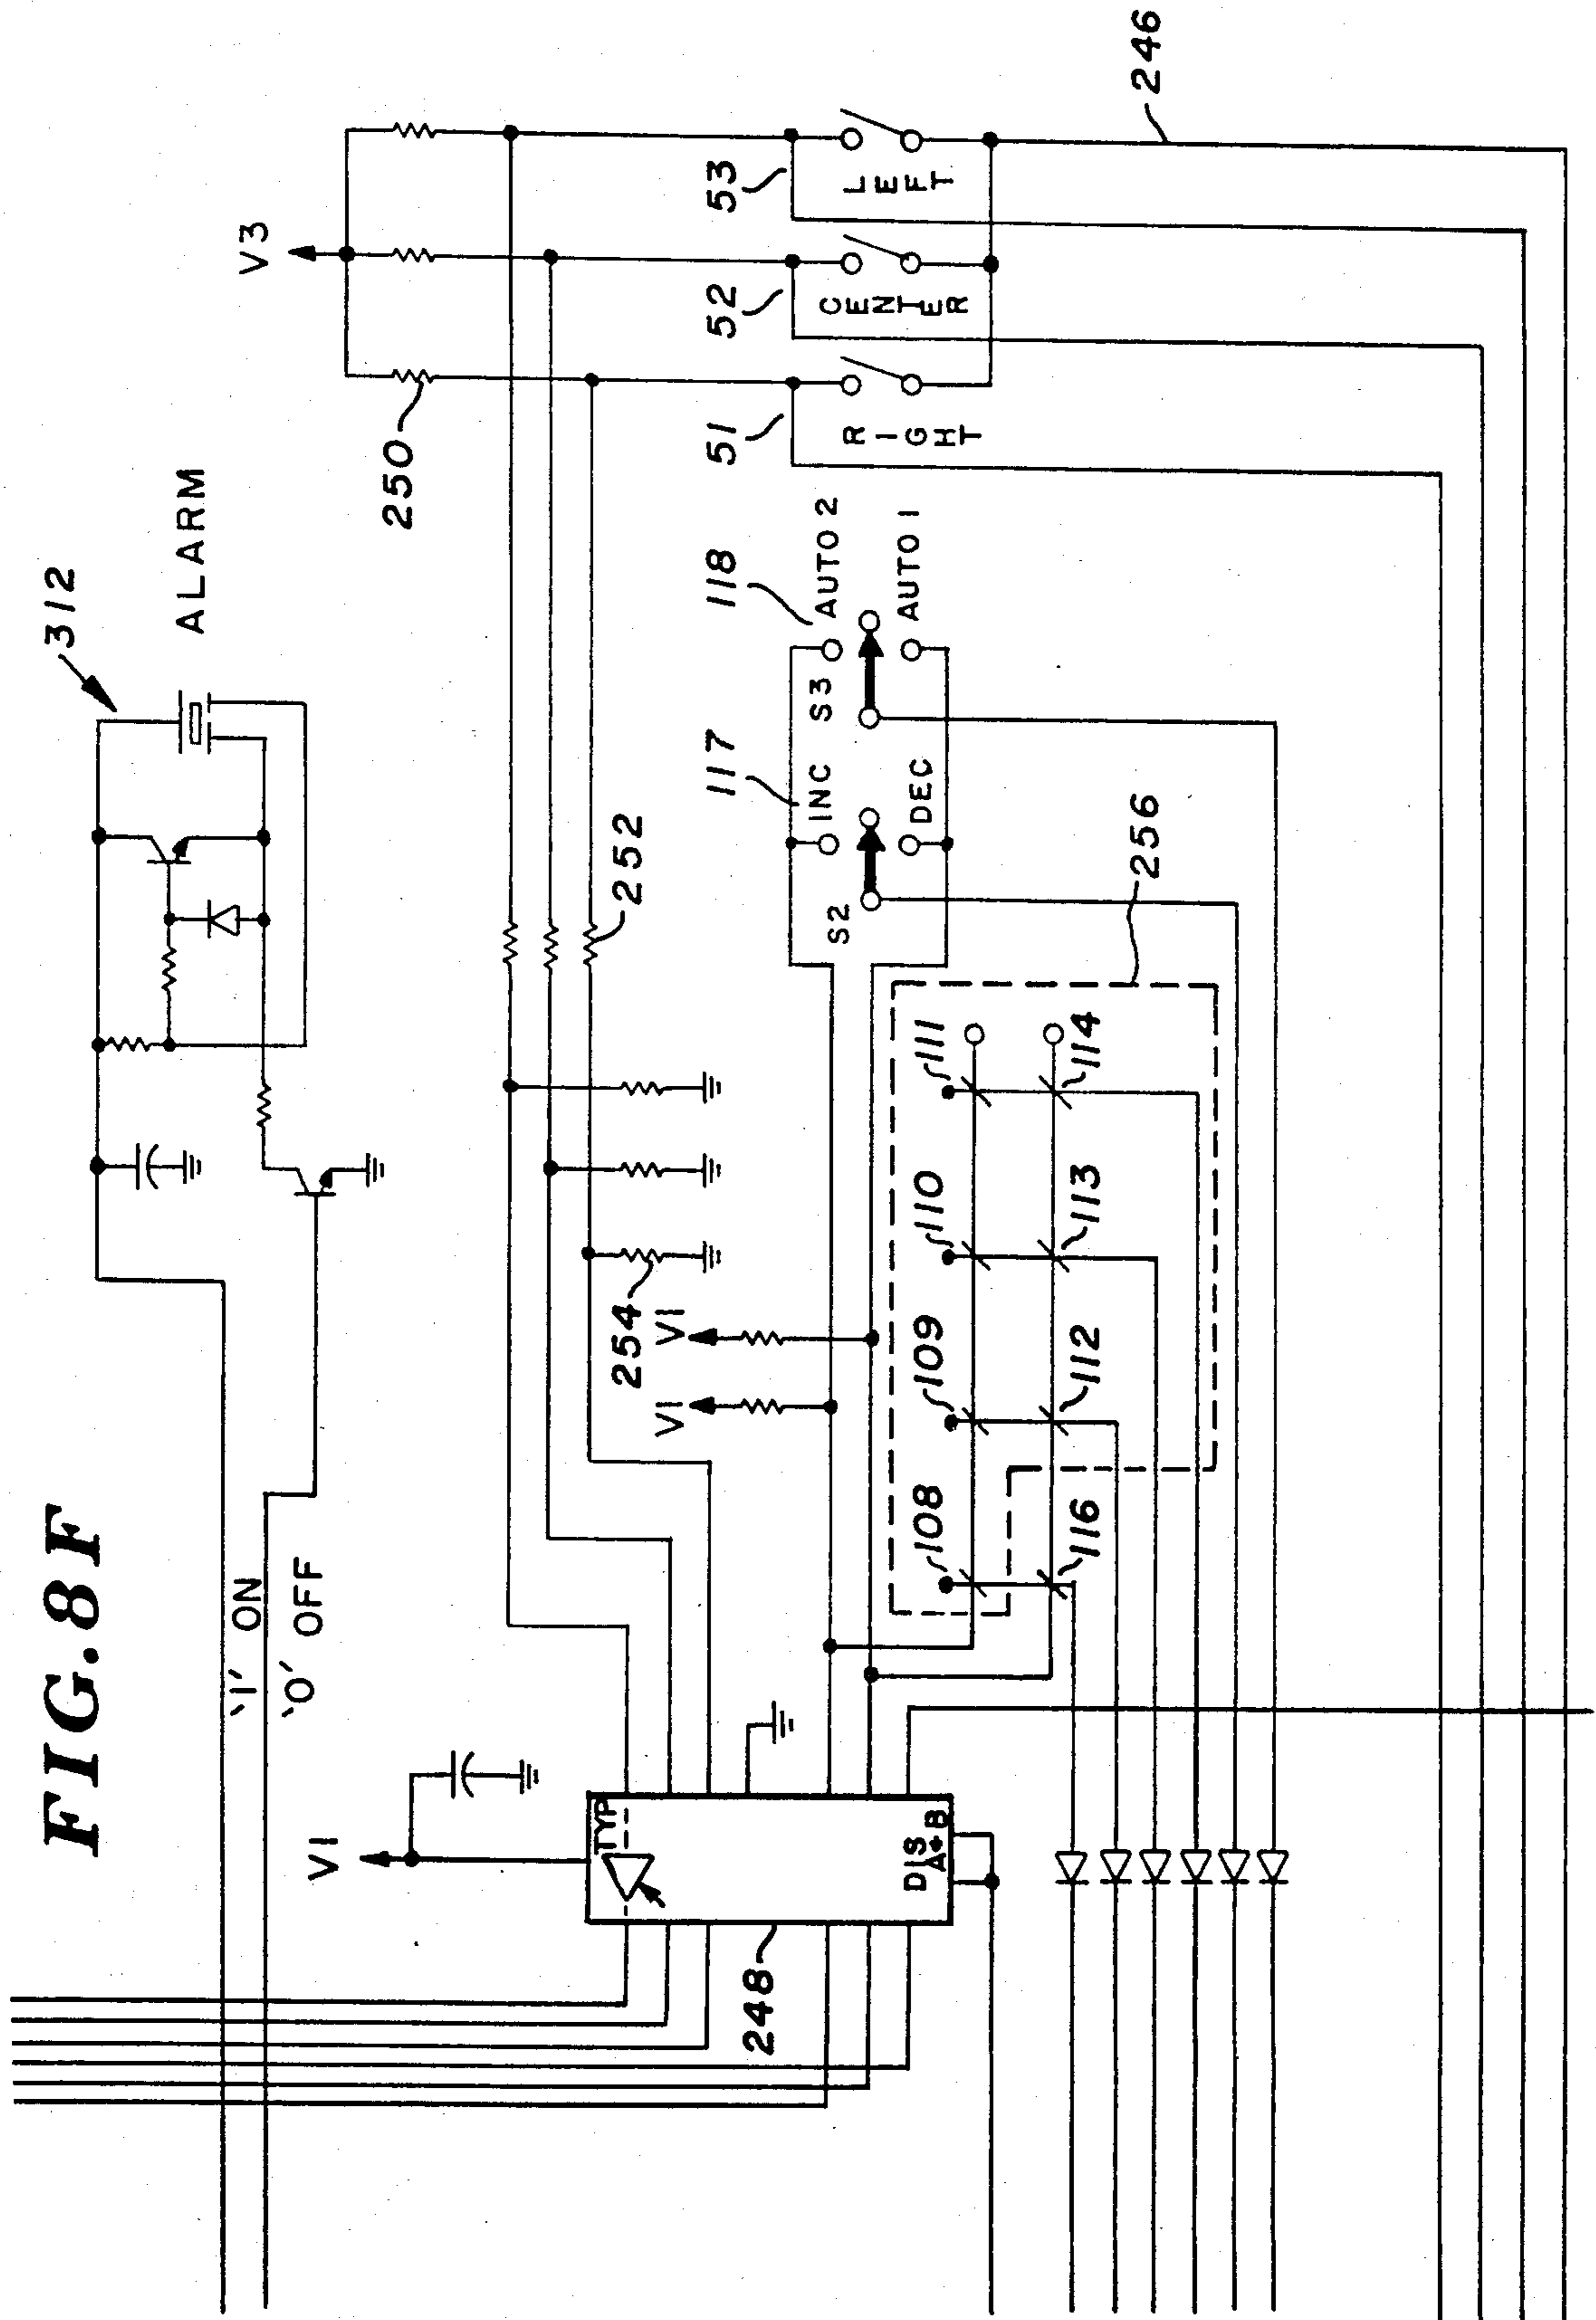 FIG.8F
'1' ON
'0' OFF
312
ALARM
V3
250
246
53
LEFT
52
CENTER
51
RIGHT
252
254
V1
V1
V1
117
118
INC
S3
AUTO 2
S2
DEC
AUTO 1
256
108
109
110
111
116
112
113
114
TYP
DIS
A+B
248